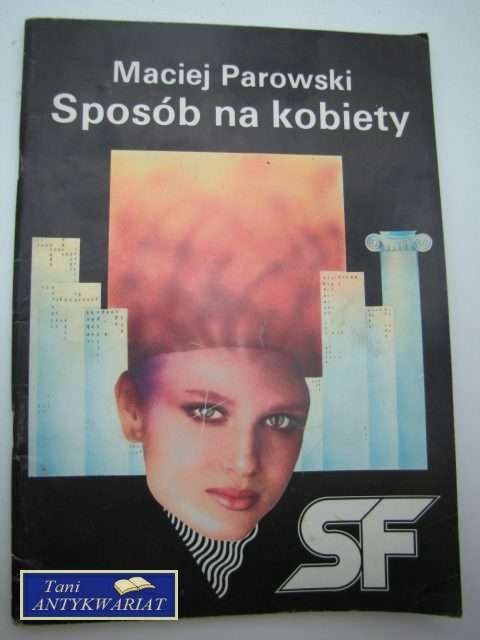 Maciej Parowski
Sposób na kobiety
SF
Tani
ANTYKWARIAT